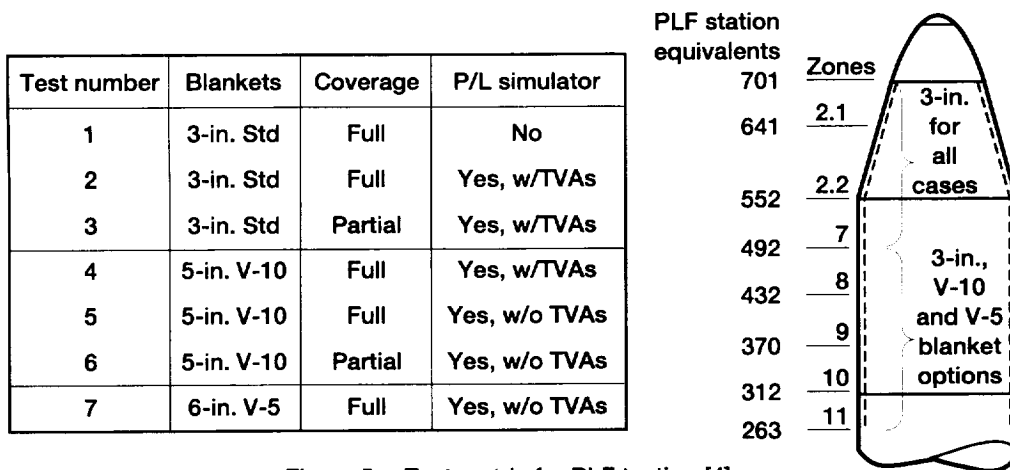 Test number Blankets Coverage P/L simulator
1 3-in. Std Full No
2 3-in. Std Full Yes, w/TVAs
3 3-in. Std Partial Yes, w/TVAs
4 5-in. V-10 Full Yes, w/TVAs
5 5-in. V-10 Full Yes, w/o TVAs
6 5-in. V-10 Partial Yes, w/o TVAs
7 6-in. V-5 Full Yes, w/o TVAs
PLF station
equivalents
Zones
701
2.1
641
2.2
552
7
492
8
432
9
370
10
312
11
263
3-in.
for
all
cases
3-in.,
V-10
and V-5
blanket
options